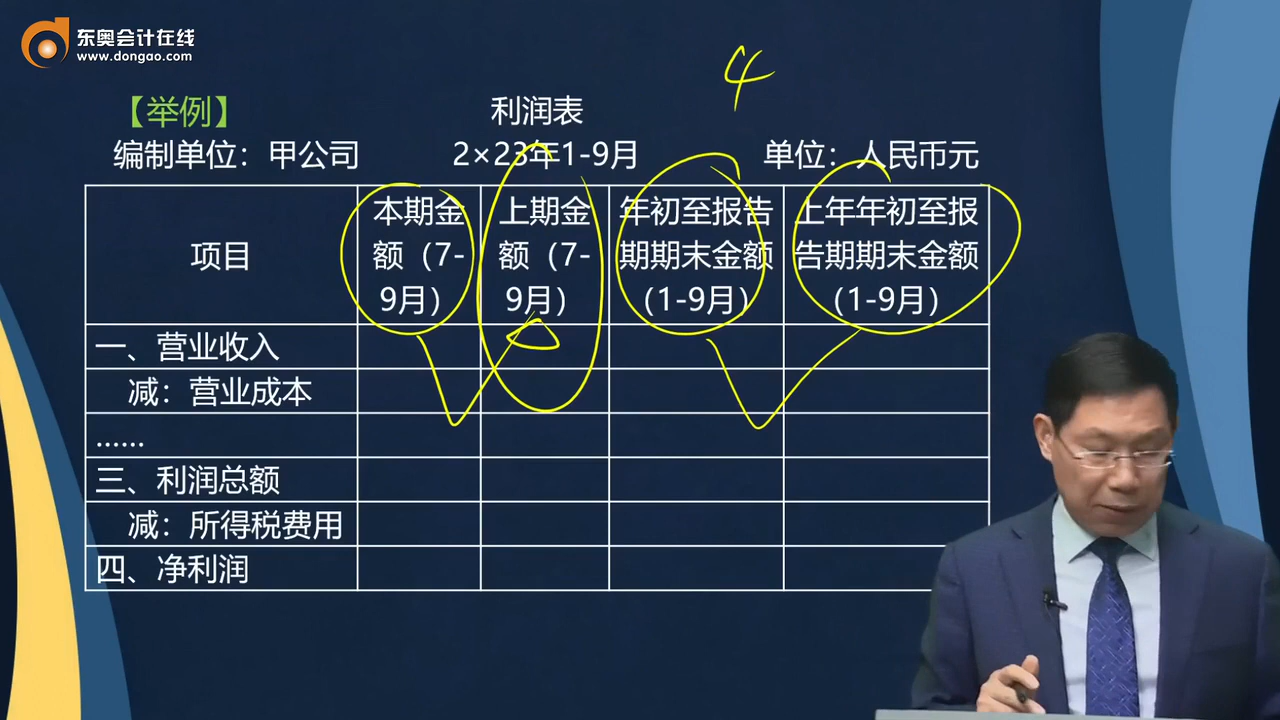 东奥会计在线
www.dongao.com
4
【举例】
利润表
编制单位：甲公司
2×23年1-9月
单位：人民币元
项目
本期金
额（7-
9月）
上期金
额（7-
9月）
年初至报告
期期末金额
（1-9月）
上年年初至报
告期期末金额
（1-9月）
一、营业收入
减：营业成本
……
三、利润总额
减：所得税费用
四、净利润